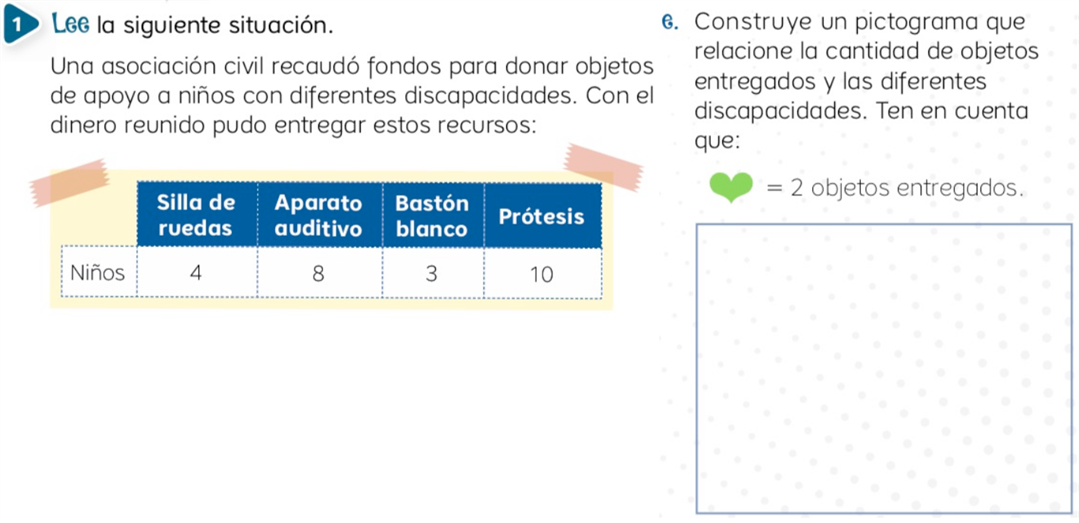 1 Lee la siguiente situación.
Una asociación civil recaudó fondos para donar objetos
de apoyo a niños con diferentes discapacidades. Con el
dinero reunido pudo entregar estos recursos:
Silla de ruedas Aparato auditivo Bastón blanco Prótesis
Niños 4 8 3 10
e. Construye un pictograma que
relacione la cantidad de objetos
entregados y las diferentes
discapacidades. Ten en cuenta
que:
= 2 objetos entregados.